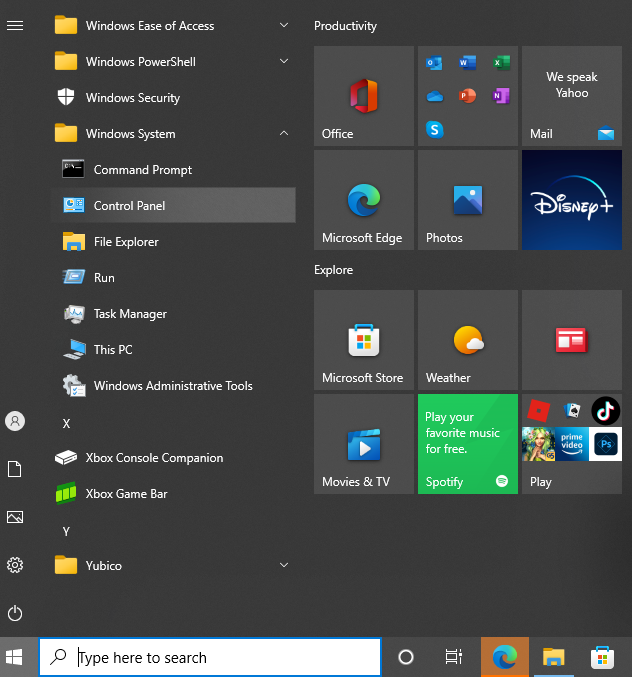 Windows Ease of Access
Windows PowerShell
Windows Security
Windows System
Command Prompt
Control Panel
File Explorer
Run
Task Manager
This PC
Windows Administrative Tools
X
Xbox Console Companion
Xbox Game Bar
Y
Yubico
Productivity
Office
We speak
Yahoo
Mail
Microsoft Edge
Photos
Disney+
Explore
Microsoft Store
Weather
Movies & TV
Play your
favorite music
for free.
Spotify
prime
video
Ps
Play
Type here to search